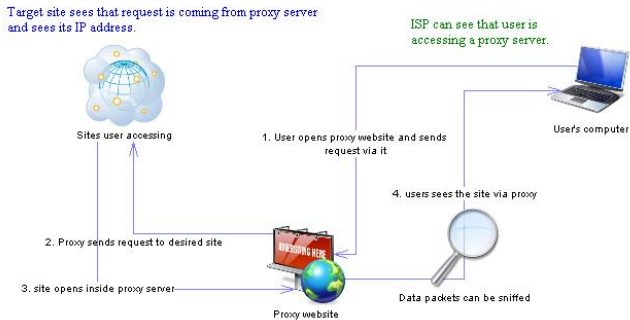 Target site sees that request is coming from proxy server
and sees its IP address.
ISP can see that user is
accessing a proxy server.
Sites user accessing
User's computer
1. User opens proxy website and sends
request via it
4. users sees the site via proxy
2. Proxy sends request to desired site
ADVERSTING HERE
3. site opens inside proxy server
Data packets can be sniffed
Proxy website